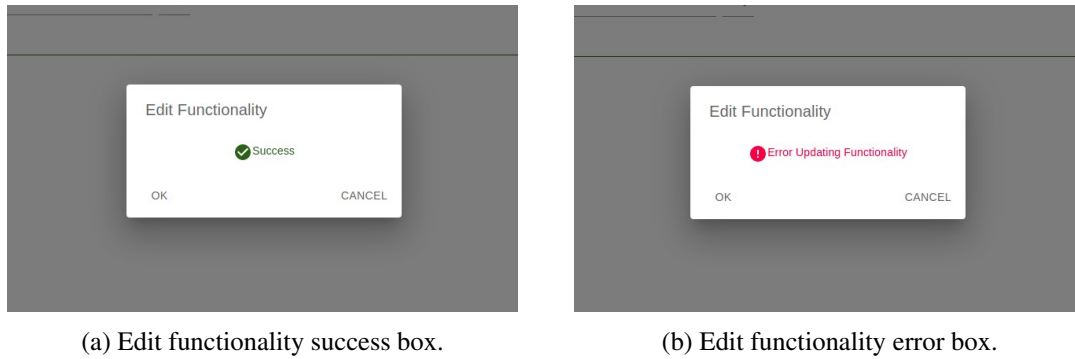 Edit Functionality
Success
OK CANCEL
(a) Edit functionality success box.
Edit Functionality
Error Updating Functionality
OK CANCEL
(b) Edit functionality error box.